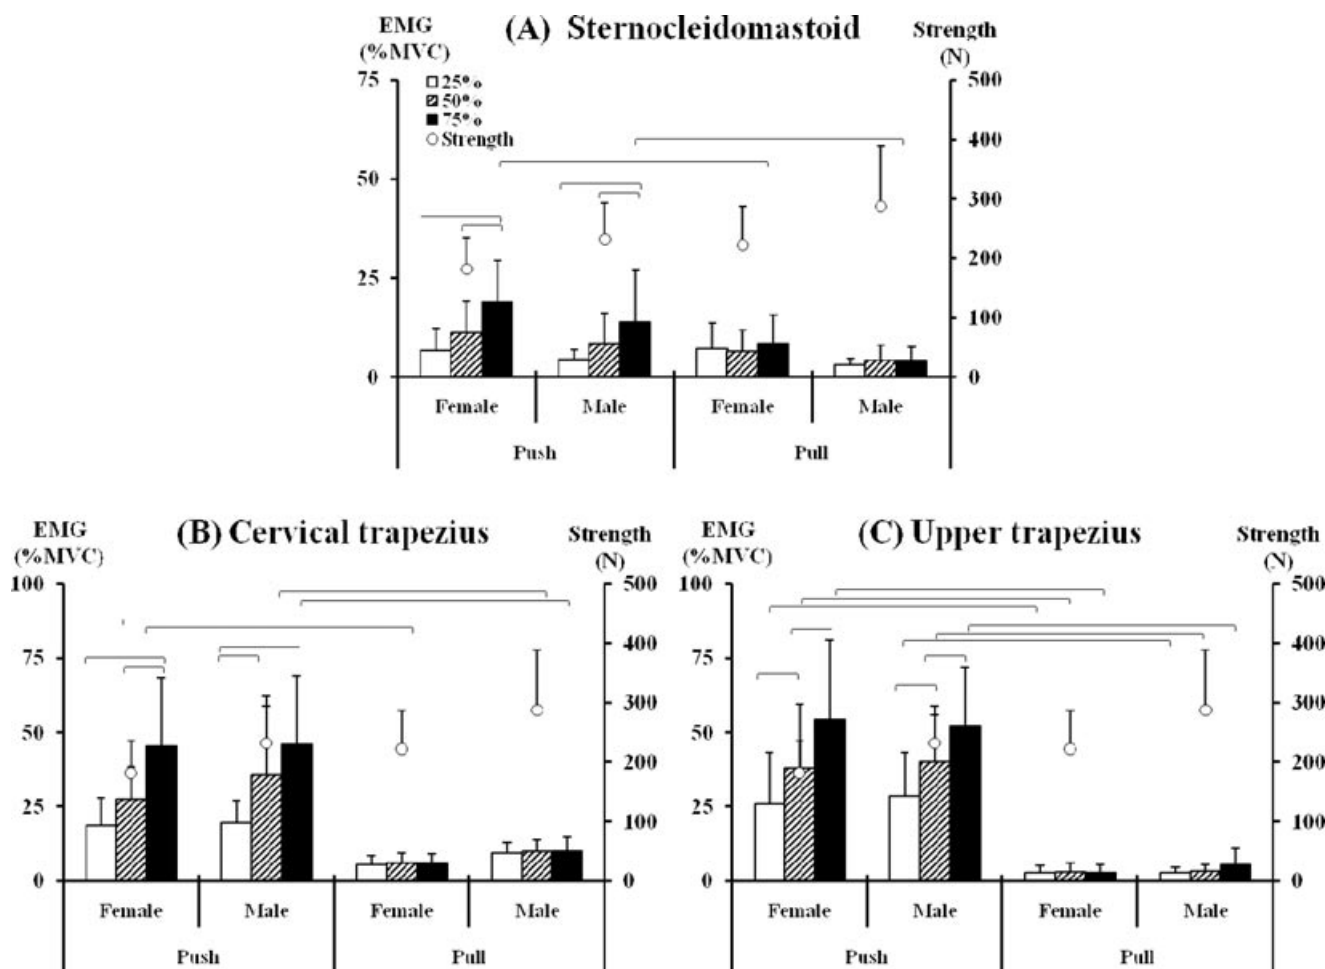 EMG (A) Sternocleidomastoid Strength
(%MVC) (N)
75 500
25%
50%
75%
Strength
400
50
300
200
25
100
0 0
Female Male Female Male
Push Pull
EMG (B) Cervical trapezius Strength
(%MVC) (N)
100 500
75 400
300
50
200
25
100
0 0
Female Male Female Male
Push Pull
EMG (C) Upper trapezius Strength
(%MVC) (N)
100 500
75 400
300
50
200
25
100
0 0
Female Male Female Male
Push Pull